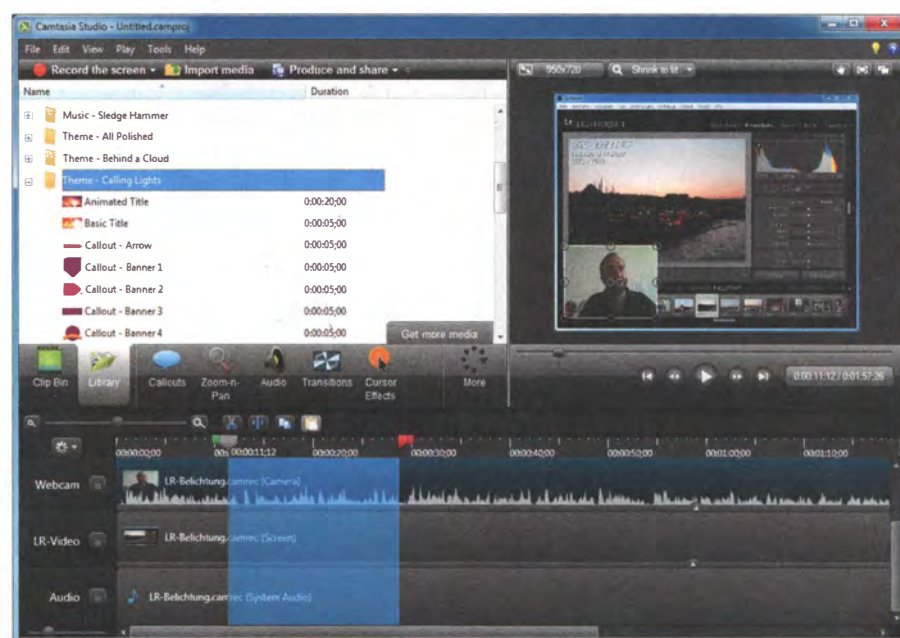 Camtasia Studio - Untitled.camproj
File Edit View Play Tools Help
Record the screen Import media Produce and share
950x720 Shrink to fit
Name Duration
Music - Sledge Hammer
Theme - All Polished
Theme - Behind a Cloud
Theme - Calling Lights
Animated Title 0:00:20;00
Basic Title 0:00:05;00
Callout - Arrow 0:00:05;00
Callout - Banner 1 0:00:05;00
Callout - Banner 2 0:00:05;00
Callout - Banner 3 0:00:05;00
Callout - Banner 4 0:00:05;00
Get more media
Clip Bin Library Callouts Zoom-n-Pan Audio Transitions Cursor Effects More
0:00:11;12 / 0:01:57;26
00:00:00;00 00:00:11;12 00:00:20;00 00:00:30;00 00:00:40;00 00:00:50;00 00:01:00;00 00:01:10;00
Webcam LR-Belichtung.camrec (Camera)
LR-Video LR-Belichtung.camrec (Screen)
Audio LR-Belichtung.camrec (System Audio)